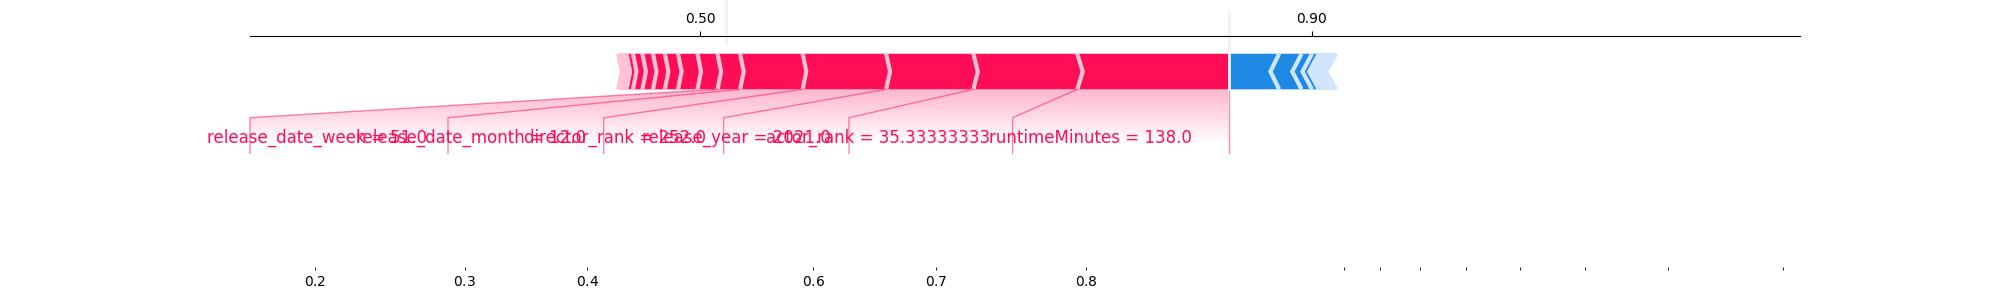 0.50 0.90
release_date_week = 51.0 release_date_month = 12.0 director_rank = 252.0 release_year = 2021.0 actor_rank = 35.33333333 runtimeMinutes = 138.0
0.2 0.3 0.4 0.6 0.7 0.8